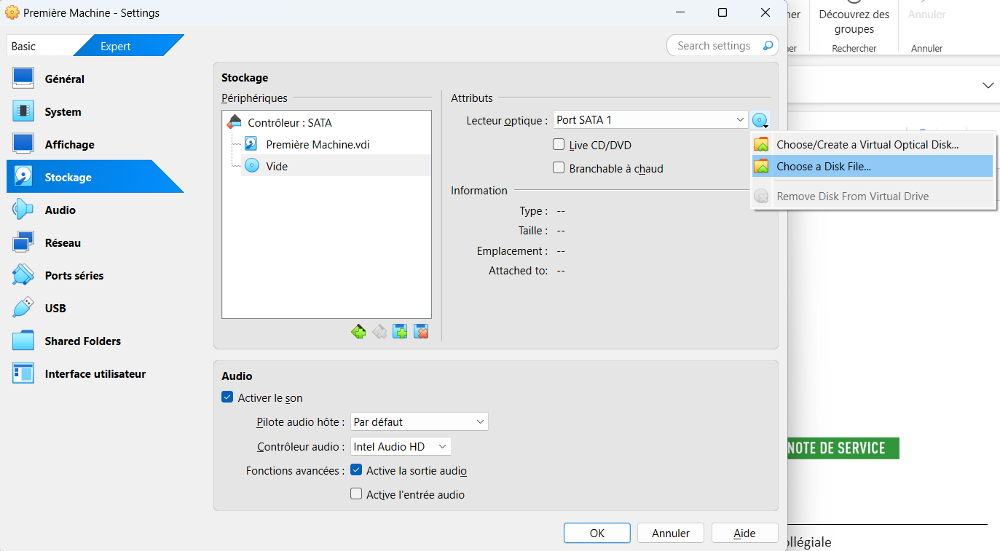 Première Machine - Settings
Basic
Expert
Search settings
Général
System
Affichage
Stockage
Audio
Réseau
Ports séries
USB
Shared Folders
Interface utilisateur
Stockage
Périphériques
Contrôleur : SATA
Première Machine.vdi
Vide
Attributs
Lecteur optique : Port SATA 1
Live CD/DVD
Branchable à chaud
Information
Type : --
Taille : --
Emplacement : --
Attached to: --
Choose/Create a Virtual Optical Disk...
Choose a Disk File...
Remove Disk From Virtual Drive
Audio
Activer le son
Pilote audio hôte : Par défaut
Contrôleur audio : Intel Audio HD
Fonctions avancées : Active la sortie audio
Active l'entrée audio
OK
Annuler
Aide
Découvrez des
groupes
Rechercher
Annuler
Annuler
NOTE DE SERVICE